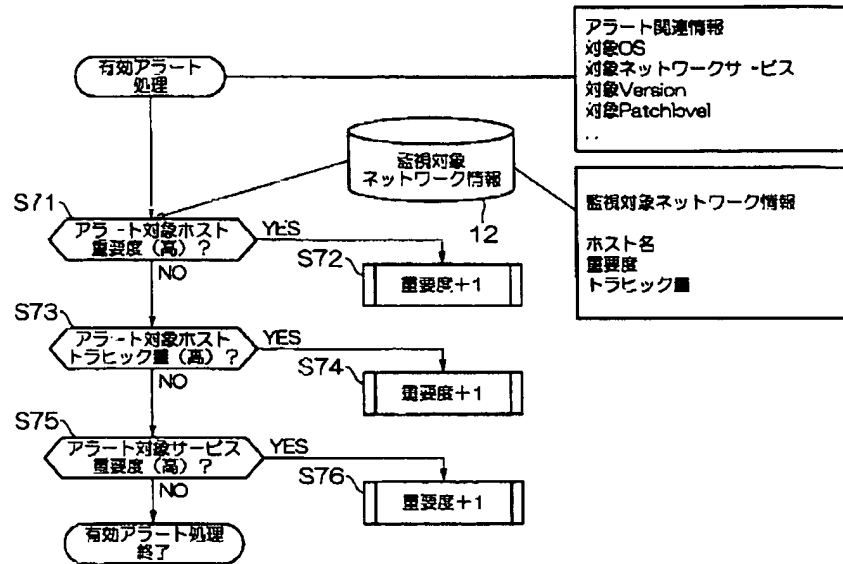 有効アラート
処理
アラート関連情報
対象OS
対象ネットワークサービス
対象Version
対象Patchlevel
..
監視対象
ネットワーク情報
12
監視対象ネットワーク情報
ホスト名
重要度
トラヒック量
S71
アラート対象ホスト
重要度(高)?
YES
NO
S72
重要度+1
S73
アラート対象ホスト
トラヒック量(高)?
YES
NO
S74
重要度+1
S75
アラート対象サービス
重要度(高)?
YES
NO
S76
重要度+1
有効アラート処理
終了